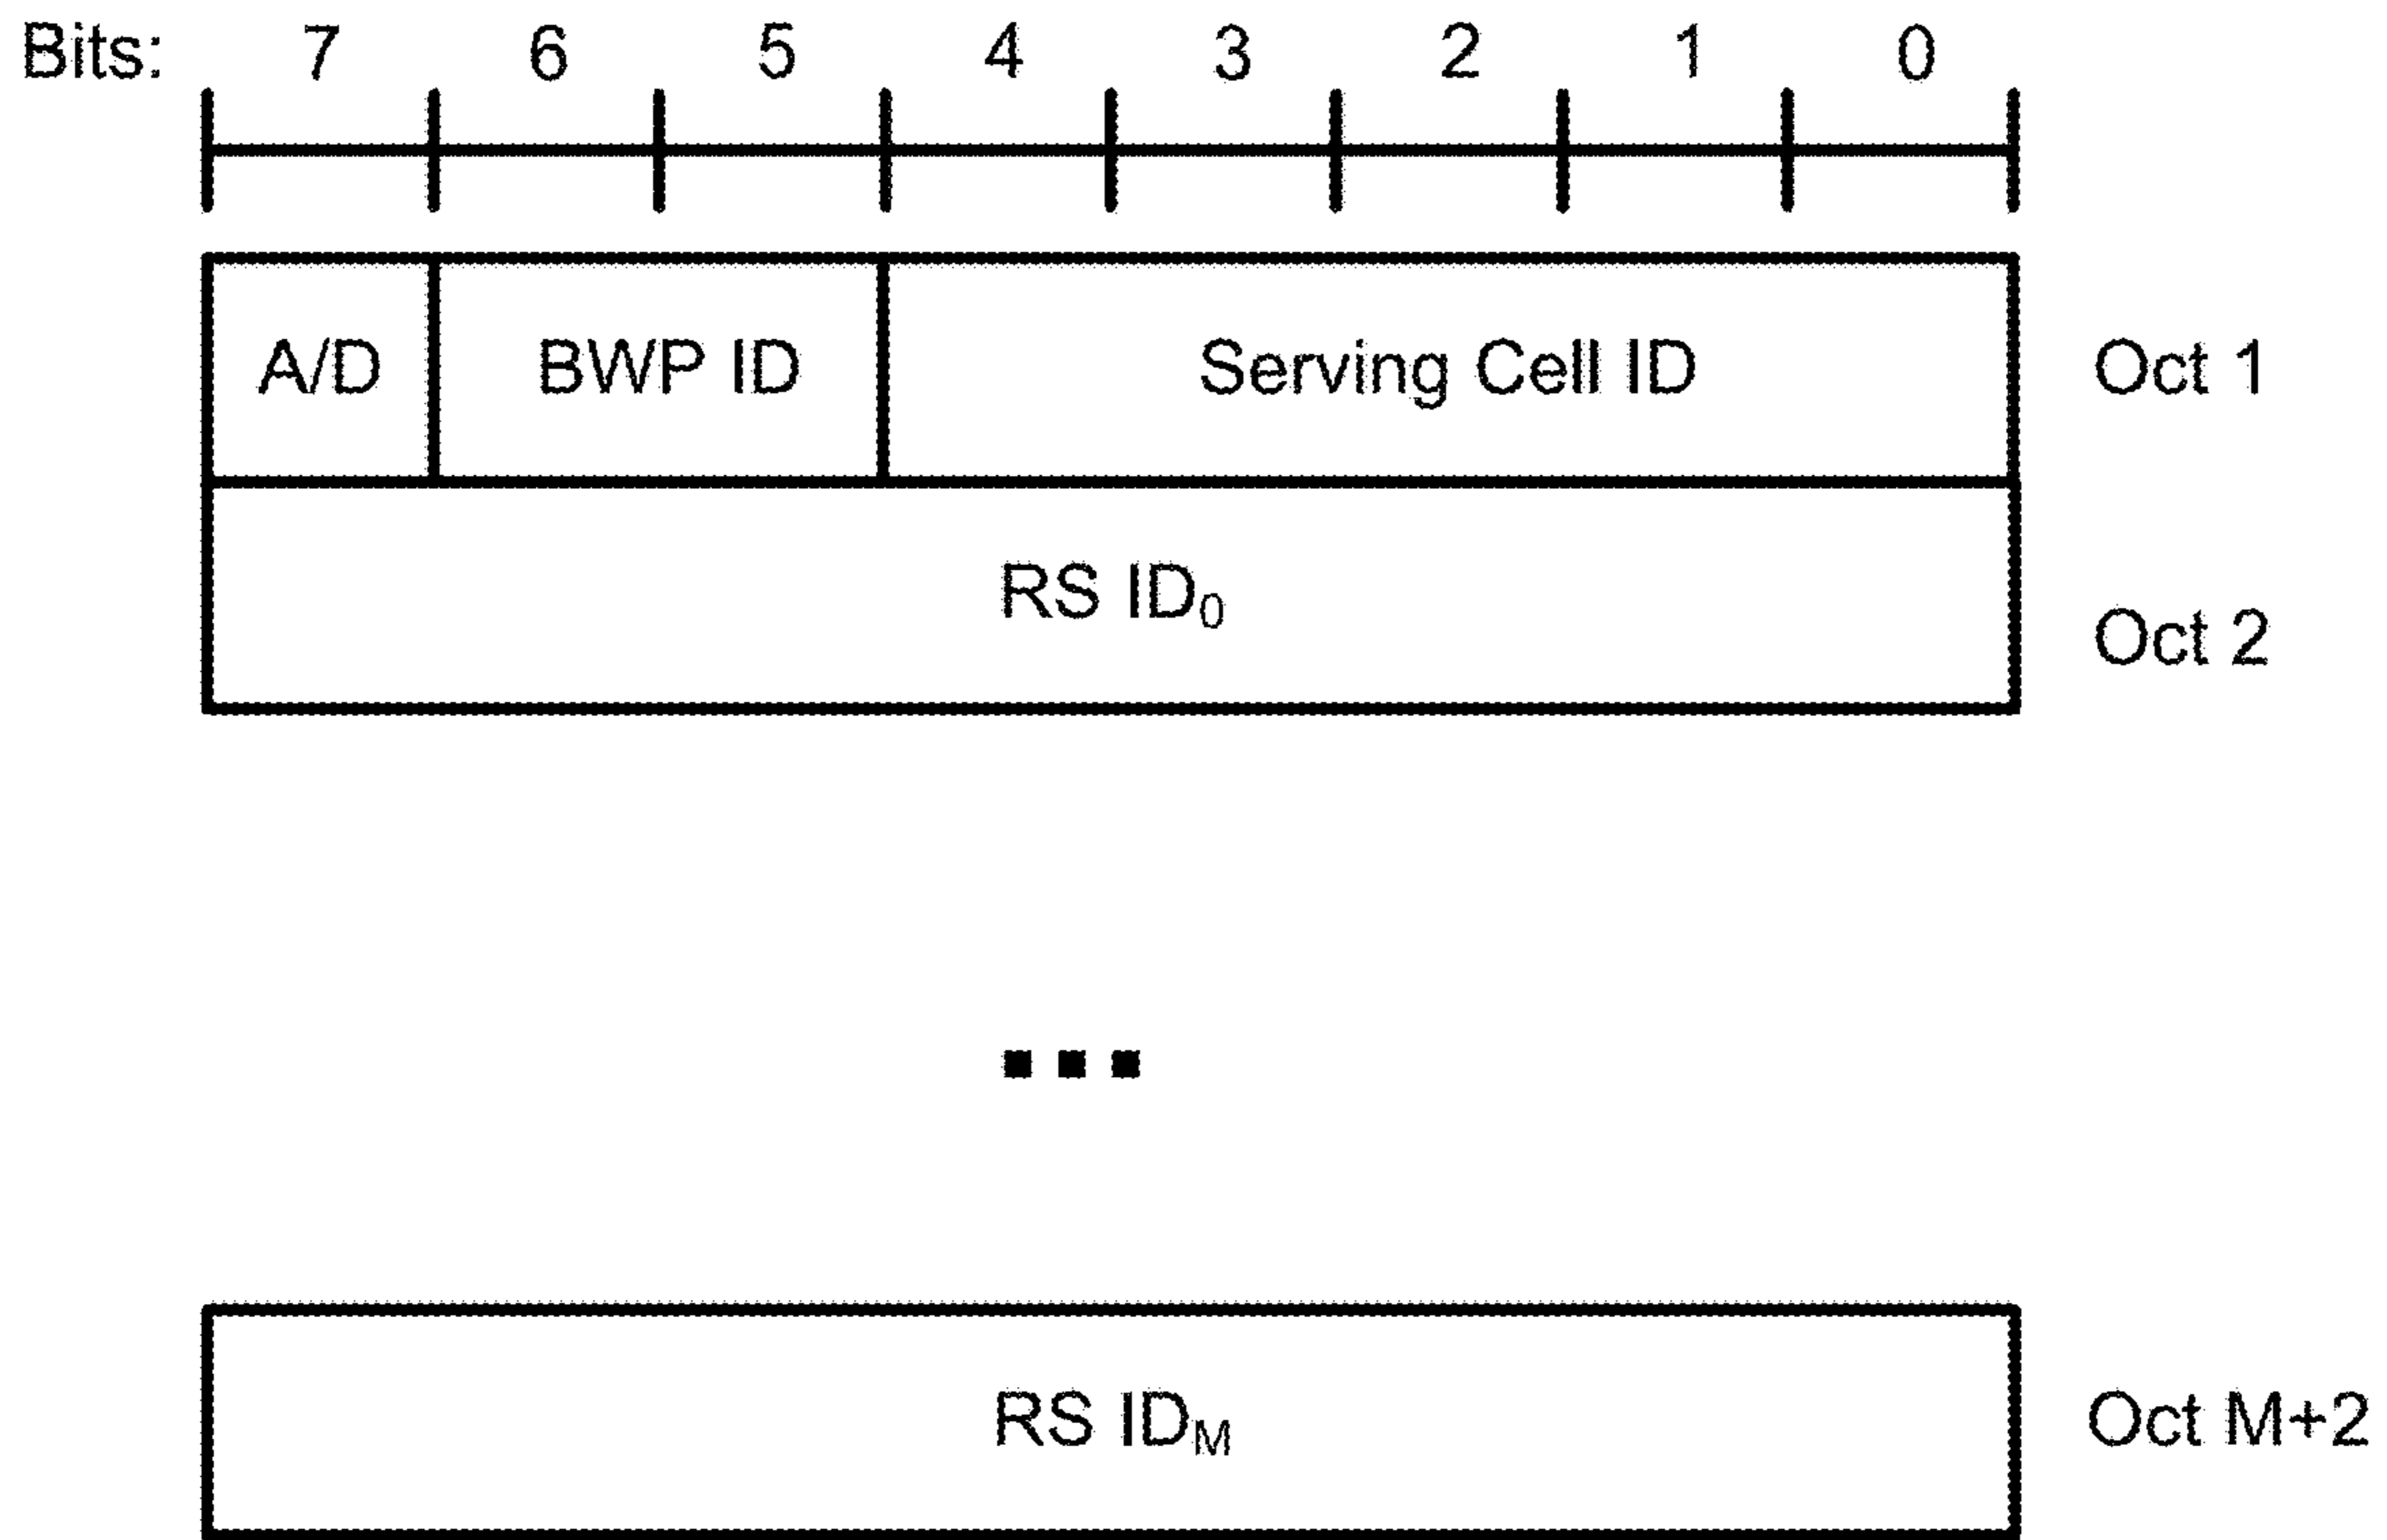 Bits: 7 6 5 4 3 2 1 0
A/D BWP ID Serving Cell ID Oct 1
RS ID₀ Oct 2
...
RS IDM Oct M+2